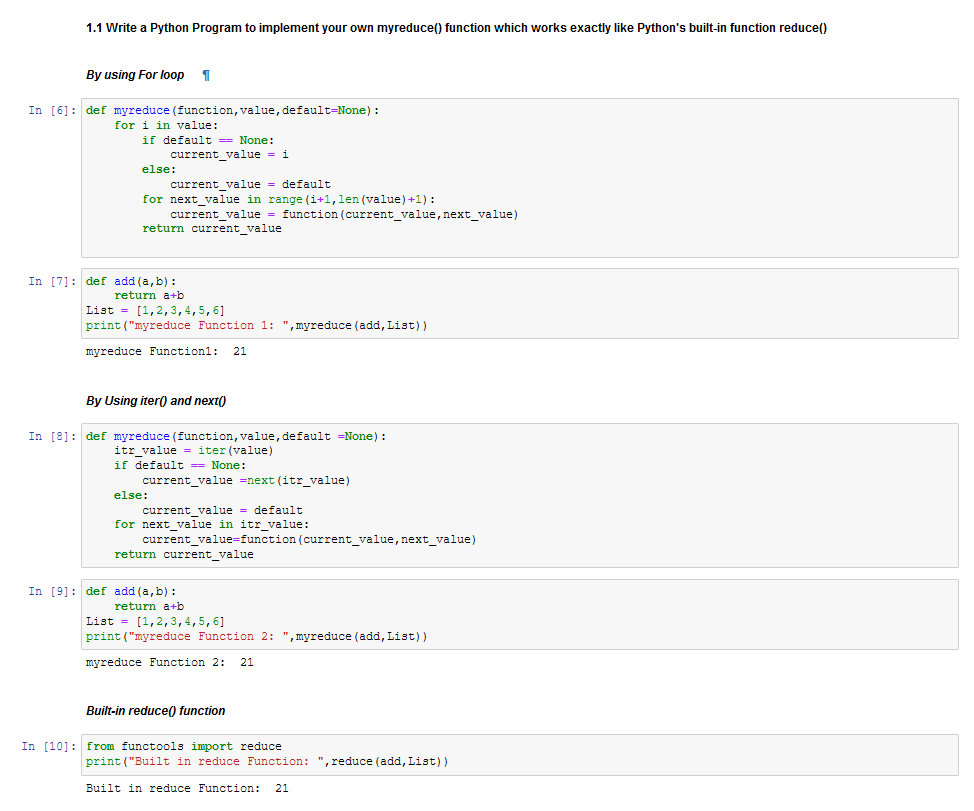 1.1 Write a Python Program to implement your own myreduce() function which works exactly like Python's built-in function reduce()
By using For loop ¶
In [6]: def myreduce(function,value,default=None):
    for i in value:
        if default == None:
            current_value = i
        else:
            current_value = default
        for next_value in range(i+1,len(value)+1):
            current_value = function(current_value,next_value)
        return current_value
In [7]: def add(a,b):
    return a+b
List = [1,2,3,4,5,6]
print("myreduce Function 1: ",myreduce(add,List))
myreduce Function1:  21
By Using iter() and next()
In [8]: def myreduce(function,value,default =None):
    itr_value = iter(value)
    if default == None:
        current_value =next(itr_value)
    else:
        current_value = default
    for next_value in itr_value:
        current_value=function(current_value,next_value)
    return current_value
In [9]: def add(a,b):
    return a+b
List = [1,2,3,4,5,6]
print("myreduce Function 2: ",myreduce(add,List))
myreduce Function 2:  21
Built-in reduce() function
In [10]: from functools import reduce
print("Built in reduce Function: ",reduce(add,List))
Built in reduce Function:  21